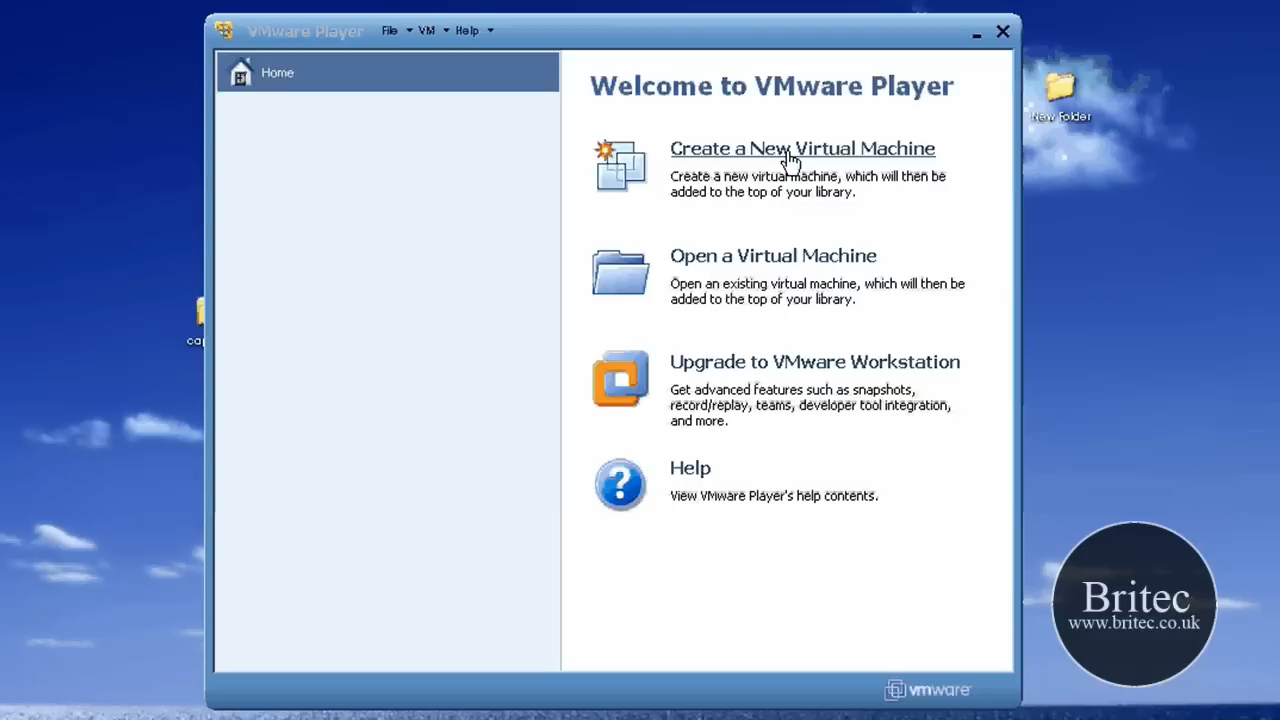 VMware Player File VM Help
Home
Welcome to VMware Player
Create a New Virtual Machine
Create a new virtual machine, which will then be
added to the top of your library.
Open a Virtual Machine
Open an existing virtual machine, which will then be
added to the top of your library.
Upgrade to VMware Workstation
Get advanced features such as snapshots,
record/replay, teams, developer tool integration,
and more.
Help
View VMware Player's help contents.
New Folder
cap
Britec
www.britec.co.uk
vmware